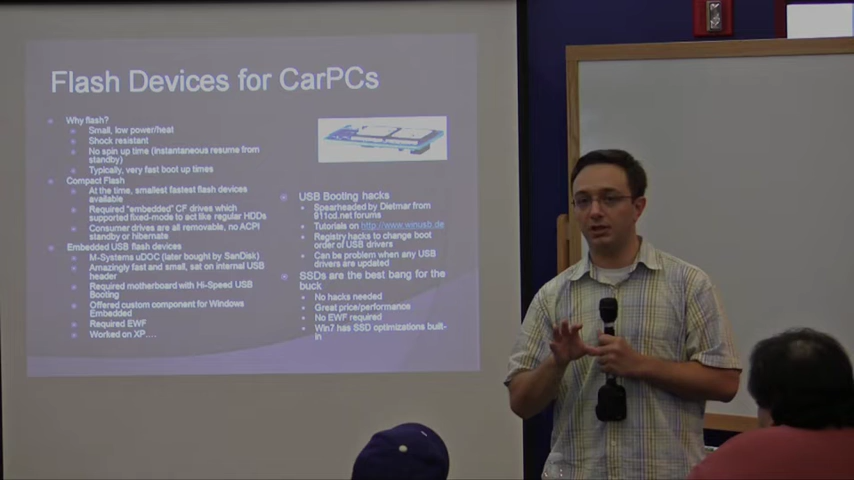 Flash Devices for CarPCs
Why flash?
Small, low power/heat
Shock resistant
No spin up time (instantaneous resume from
standby)
Typically, very fast boot up times
Compact Flash
At the time, smallest fastest flash devices
available
Required "embedded" CF drives which
supported fixed-mode to act like regular HDDs
Consumer drives are all removable, no ACPI
standby or hibernate
Embedded USB flash devices
M-Systems uDOC (later bought by SanDisk)
Amazingly fast and small, sat on internal USB
header
Required motherboard with Hi-Speed USB
Booting
Offered custom component for Windows
Embedded
Required EWF
Worked on XP....
USB Booting hacks
Spearheaded by Dietmar from
911cd.net forums
Tutorials on http://www.winusb.de
Registry hacks to change boot
order of USB drivers
Can be problem when any USB
drivers are updated
SSDs are the best bang for the
buck
No hacks needed
Great price/performance
No EWF required
Win7 has SSD optimizations built-
in